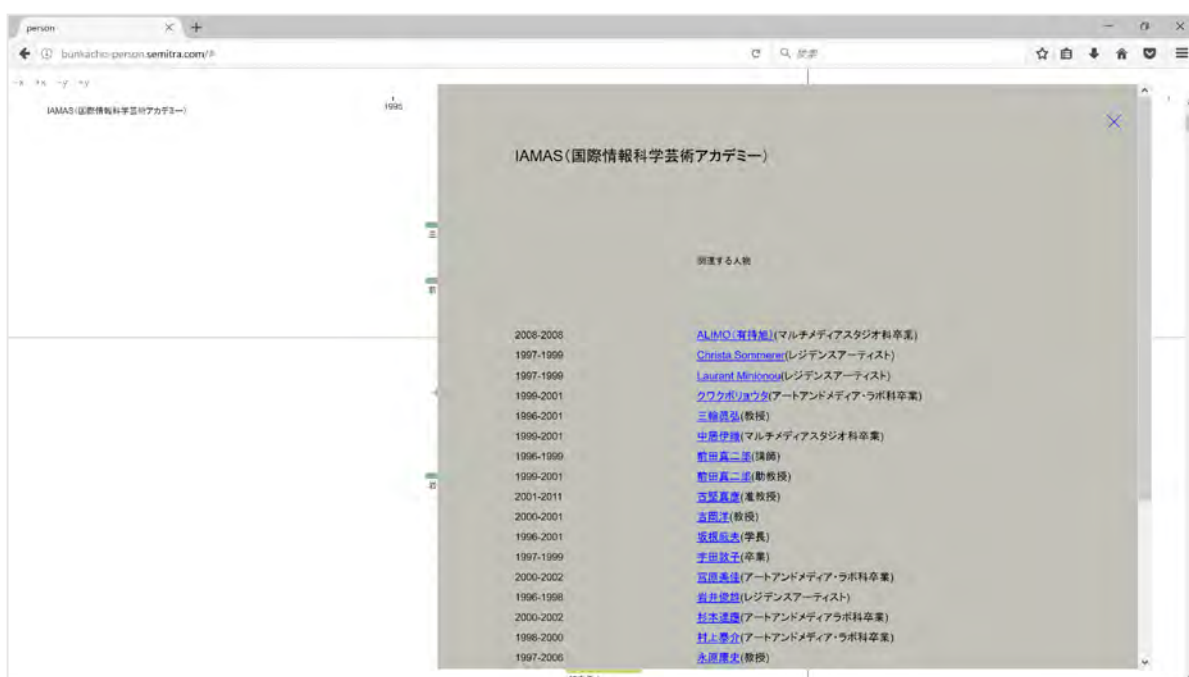 person
bunkacho-person.semitra.com/#
検索
-x +x -y +y
IAMAS(国際情報科学芸術アカデミー)
1995
IAMAS(国際情報科学芸術アカデミー)
関連する人物
2008-2008 ALIMO(有持旭)(マルチメディアスタジオ科卒業)
1997-1999 Christa Sommerer(レジデンスアーティスト)
1997-1999 Laurent Minionou(レジデンスアーティスト)
1999-2001 クワクボリョウタ(アートアンドメディア・ラボ科卒業)
1996-2001 三輪眞弘(教授)
1999-2001 中居伊織(マルチメディアスタジオ科卒業)
1996-1999 前田真二郎(講師)
1999-2001 前田真二郎(助教授)
2001-2011 古堅真彦(准教授)
2000-2001 吉岡洋(教授)
1996-2001 坂根厳夫(学長)
1997-1999 宇田敦子(卒業)
2000-2002 宮原美佳(アートアンドメディア・ラボ科卒業)
1996-1998 岩井俊雄(レジデンスアーティスト)
2000-2002 杉本達應(アートアンドメディアラボ科卒業)
1998-2000 村上泰介(アートアンドメディア・ラボ科卒業)
1997-2006 永原康史(教授)